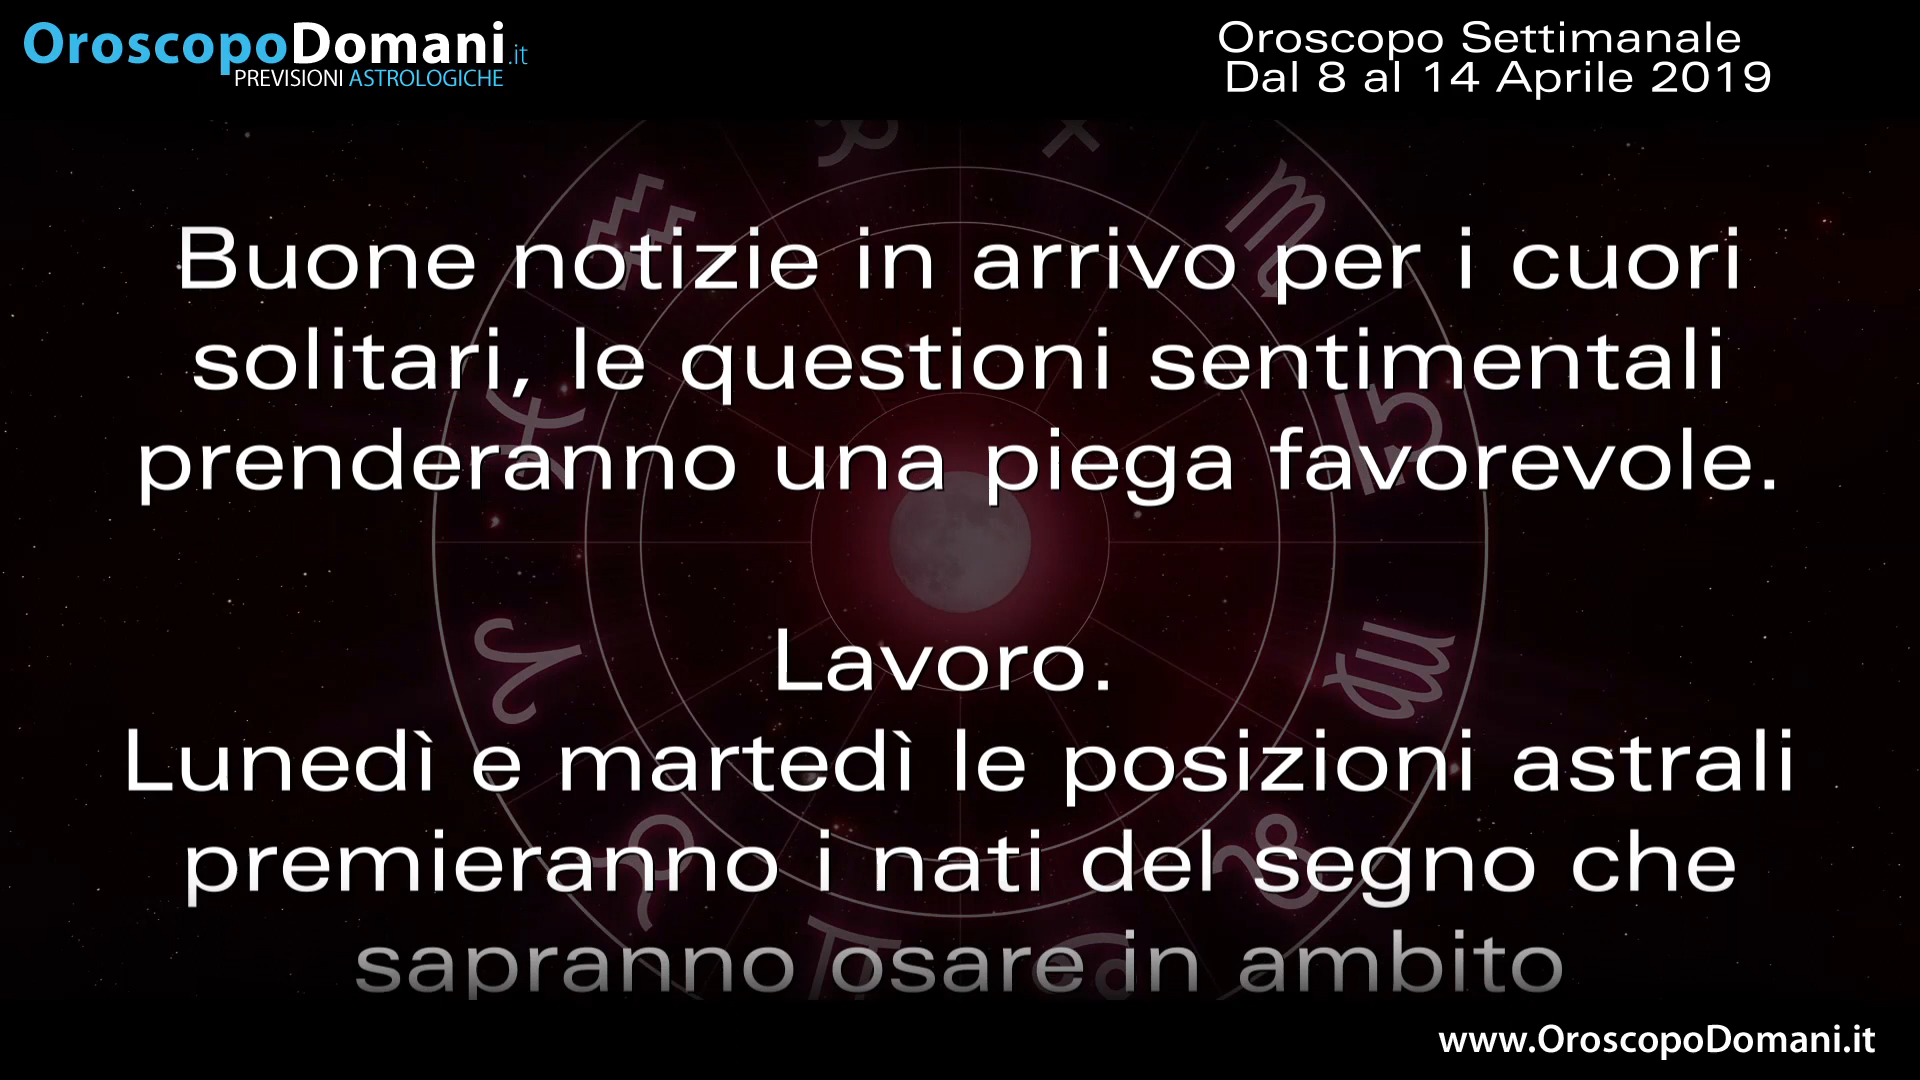 OroscopoDomani.it
PREVISIONI ASTROLOGICHE
Oroscopo Settimanale
Dal 8 al 14 Aprile 2019
Buone notizie in arrivo per i cuori
solitari, le questioni sentimentali
prenderanno una piega favorevole.
Lavoro.
Lunedì e martedì le posizioni astrali
premieranno i nati del segno che
sapranno osare in ambito
www.OroscopoDomani.it